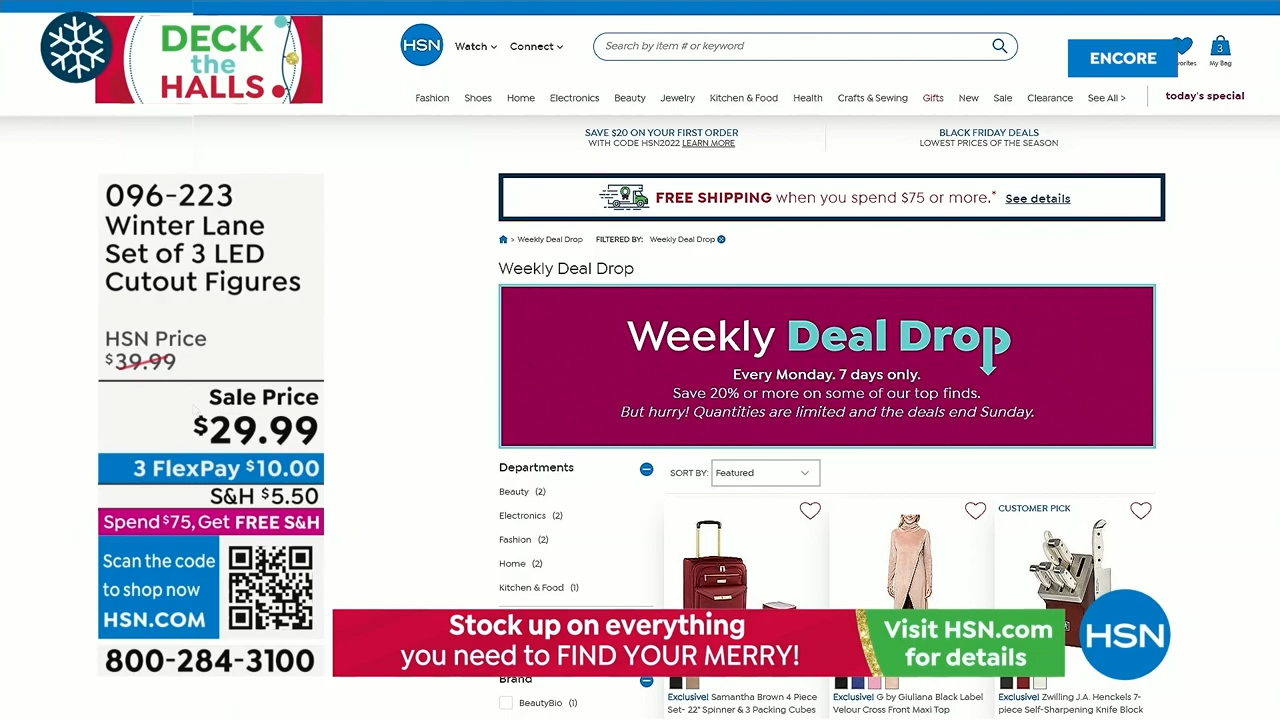 DECK
the
HALLS
HSN
Watch
Connect
Search by item # or keyword
ENCORE
3
My Bag
Fashion Shoes Home Electronics Beauty Jewelry Kitchen & Food Health Crafts & Sewing Gifts New Sale Clearance See All > today's special
SAVE $20 ON YOUR FIRST ORDER
WITH CODE HSN2022 LEARN MORE
BLACK FRIDAY DEALS
LOWEST PRICES OF THE SEASON
096-223
Winter Lane
Set of 3 LED
Cutout Figures
HSN Price
$39.99
Sale Price
$29.99
3 FlexPay $10.00
S&H $5.50
Spend $75, Get FREE S&H
Scan the code
to shop now
HSN.COM
800-284-3100
FREE SHIPPING when you spend $75 or more.* See details
> Weekly Deal Drop FILTERED BY: Weekly Deal Drop
Weekly Deal Drop
Weekly Deal Drop
Every Monday. 7 days only.
Save 20% or more on some of our top finds.
But hurry! Quantities are limited and the deals end Sunday.
Departments
Beauty (2)
Electronics (2)
Fashion (2)
Home (2)
Kitchen & Food (1)
SORT BY: Featured
CUSTOMER PICK
Stock up on everything
you need to FIND YOUR MERRY!
Visit HSN.com
for details
HSN
Brand
BeautyBio (1)
Exclusive! Samantha Brown 4 Piece
Set- 22" Spinner & 3 Packing Cubes
Exclusive! G by Giuliana Black Label
Velour Cross Front Maxi Top
Exclusive! Zwilling J.A. Henckels 7-
piece Self-Sharpening Knife Block